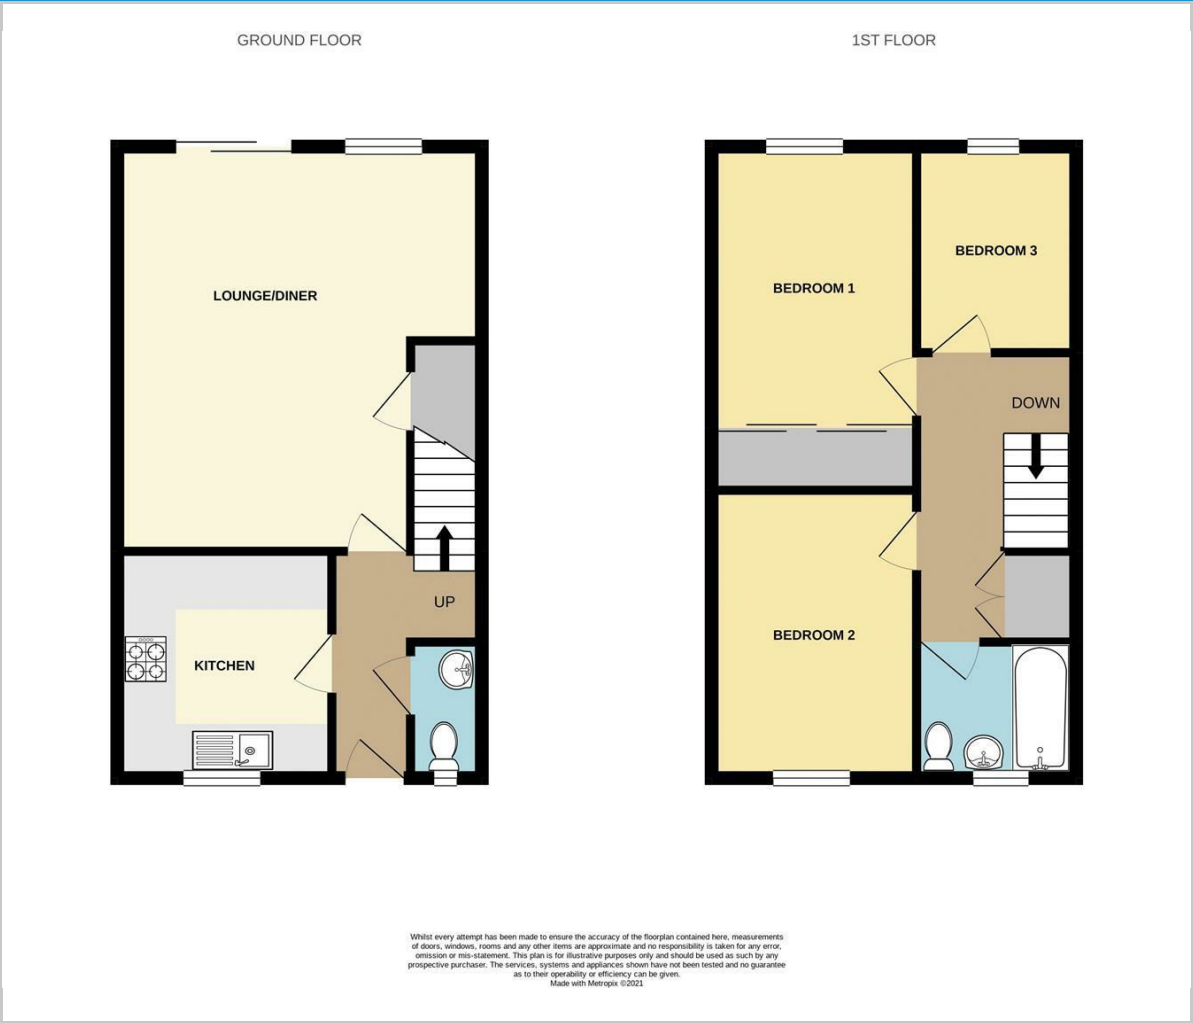 GROUND FLOOR
1ST FLOOR
LOUNGE/DINER
KITCHEN
UP
BEDROOM 1
BEDROOM 3
DOWN
BEDROOM 2
Whilst every attempt has been made to ensure the accuracy of the floorplan contained here, measurements
of doors, windows, rooms and any other items are approximate and no responsibility is taken for any error,
omission or mis-statement. This plan is for illustrative purposes only and should be used as such by any
prospective purchaser. The services, systems and appliances shown have not been tested and no guarantee
as to their operability or efficiency can be given.
Made with Metropix ©2021